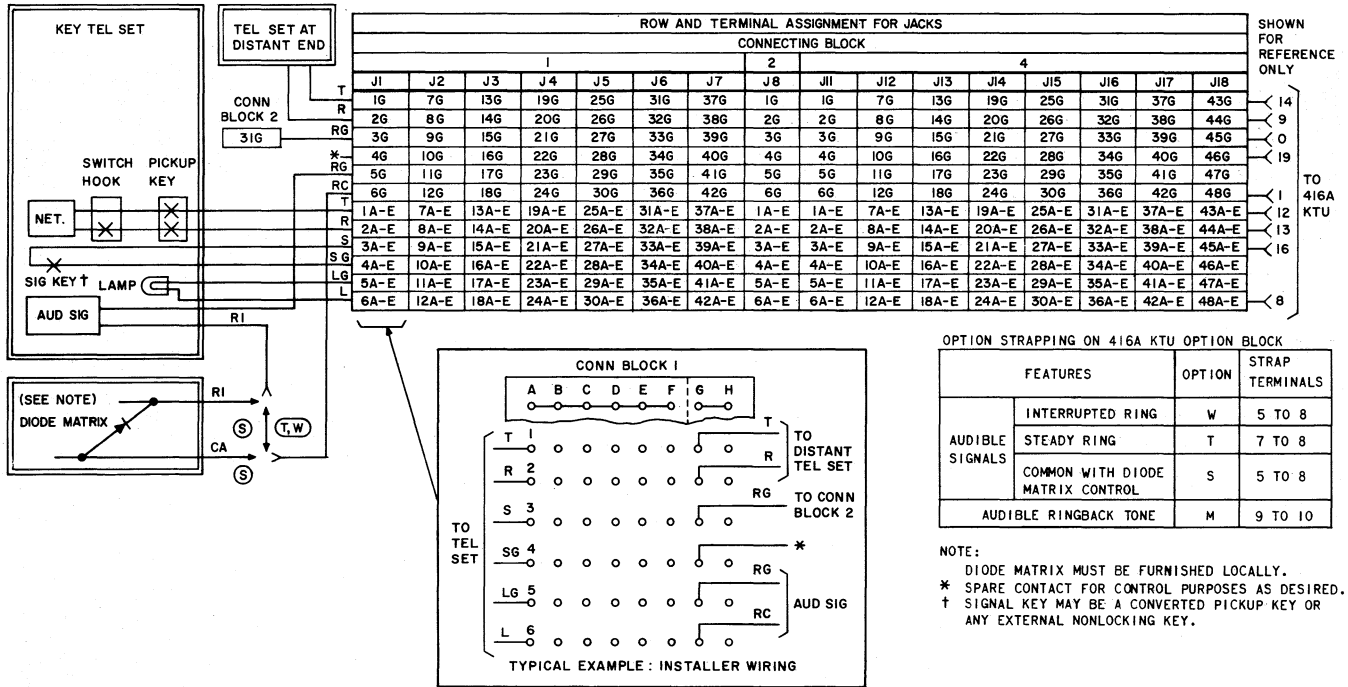 KEY TEL SET
TEL SET AT
DISTANT END
CONN
BLOCK 2
31G
SWITCH
HOOK
PICKUP
KEY
NET.
SIG KEY †
LAMP
AUD SIG
RI
(SEE NOTE)
DIODE MATRIX
RI
CA
S
S
T,W
T
R
RG
*
RG
RC
T
R
S
SG
LG
L
ROW AND TERMINAL ASSIGNMENT FOR JACKS
CONNECTING BLOCK
1 2 4
J1 J2 J3 J4 J5 J6 J7 J8 J11 J12 J13 J14 J15 J16 J17 J18
1G 7G 13G 19G 25G 31G 37G 1G 1G 7G 13G 19G 25G 31G 37G 43G
2G 8G 14G 20G 26G 32G 38G 2G 2G 8G 14G 20G 26G 32G 38G 44G
3G 9G 15G 21G 27G 33G 39G 3G 3G 9G 15G 21G 27G 33G 39G 45G
4G 10G 16G 22G 28G 34G 40G 4G 4G 10G 16G 22G 28G 34G 40G 46G
5G 11G 17G 23G 29G 35G 41G 5G 5G 11G 17G 23G 29G 35G 41G 47G
6G 12G 18G 24G 30G 36G 42G 6G 6G 12G 18G 24G 30G 36G 42G 48G
1A-E 7A-E 13A-E 19A-E 25A-E 31A-E 37A-E 1A-E 1A-E 7A-E 13A-E 19A-E 25A-E 31A-E 37A-E 43A-E
2A-E 8A-E 14A-E 20A-E 26A-E 32A-E 38A-E 2A-E 2A-E 8A-E 14A-E 20A-E 26A-E 32A-E 38A-E 44A-E
3A-E 9A-E 15A-E 21A-E 27A-E 33A-E 39A-E 3A-E 3A-E 9A-E 15A-E 21A-E 27A-E 33A-E 39A-E 45A-E
4A-E 10A-E 16A-E 22A-E 28A-E 34A-E 40A-E 4A-E 4A-E 10A-E 16A-E 22A-E 28A-E 34A-E 40A-E 46A-E
5A-E 11A-E 17A-E 23A-E 29A-E 35A-E 41A-E 5A-E 5A-E 11A-E 17A-E 23A-E 29A-E 35A-E 41A-E 47A-E
6A-E 12A-E 18A-E 24A-E 30A-E 36A-E 42A-E 6A-E 6A-E 12A-E 18A-E 24A-E 30A-E 36A-E 42A-E 48A-E
SHOWN
FOR
REFERENCE
ONLY
14
9
0
19
1
12
13
16
8
TO
416A
KTU
CONN BLOCK 1
A B C D E F G H
T 1
R 2
S 3
SG 4
LG 5
L 6
TO
TEL
SET
T
R
TO
DISTANT
TEL SET
RG
TO CONN
BLOCK 2
*
RG
RC
AUD SIG
TYPICAL EXAMPLE : INSTALLER WIRING
OPTION STRAPPING ON 416A KTU OPTION BLOCK
FEATURES OPTION STRAP
TERMINALS
AUDIBLE
SIGNALS
INTERRUPTED RING W 5 TO 8
STEADY RING T 7 TO 8
COMMON WITH DIODE
MATRIX CONTROL S 5 TO 8
AUDIBLE RINGBACK TONE M 9 TO 10
NOTE:
DIODE MATRIX MUST BE FURNISHED LOCALLY.
* SPARE CONTACT FOR CONTROL PURPOSES AS DESIRED.
† SIGNAL KEY MAY BE A CONVERTED PICKUP KEY OR
ANY EXTERNAL NONLOCKING KEY.